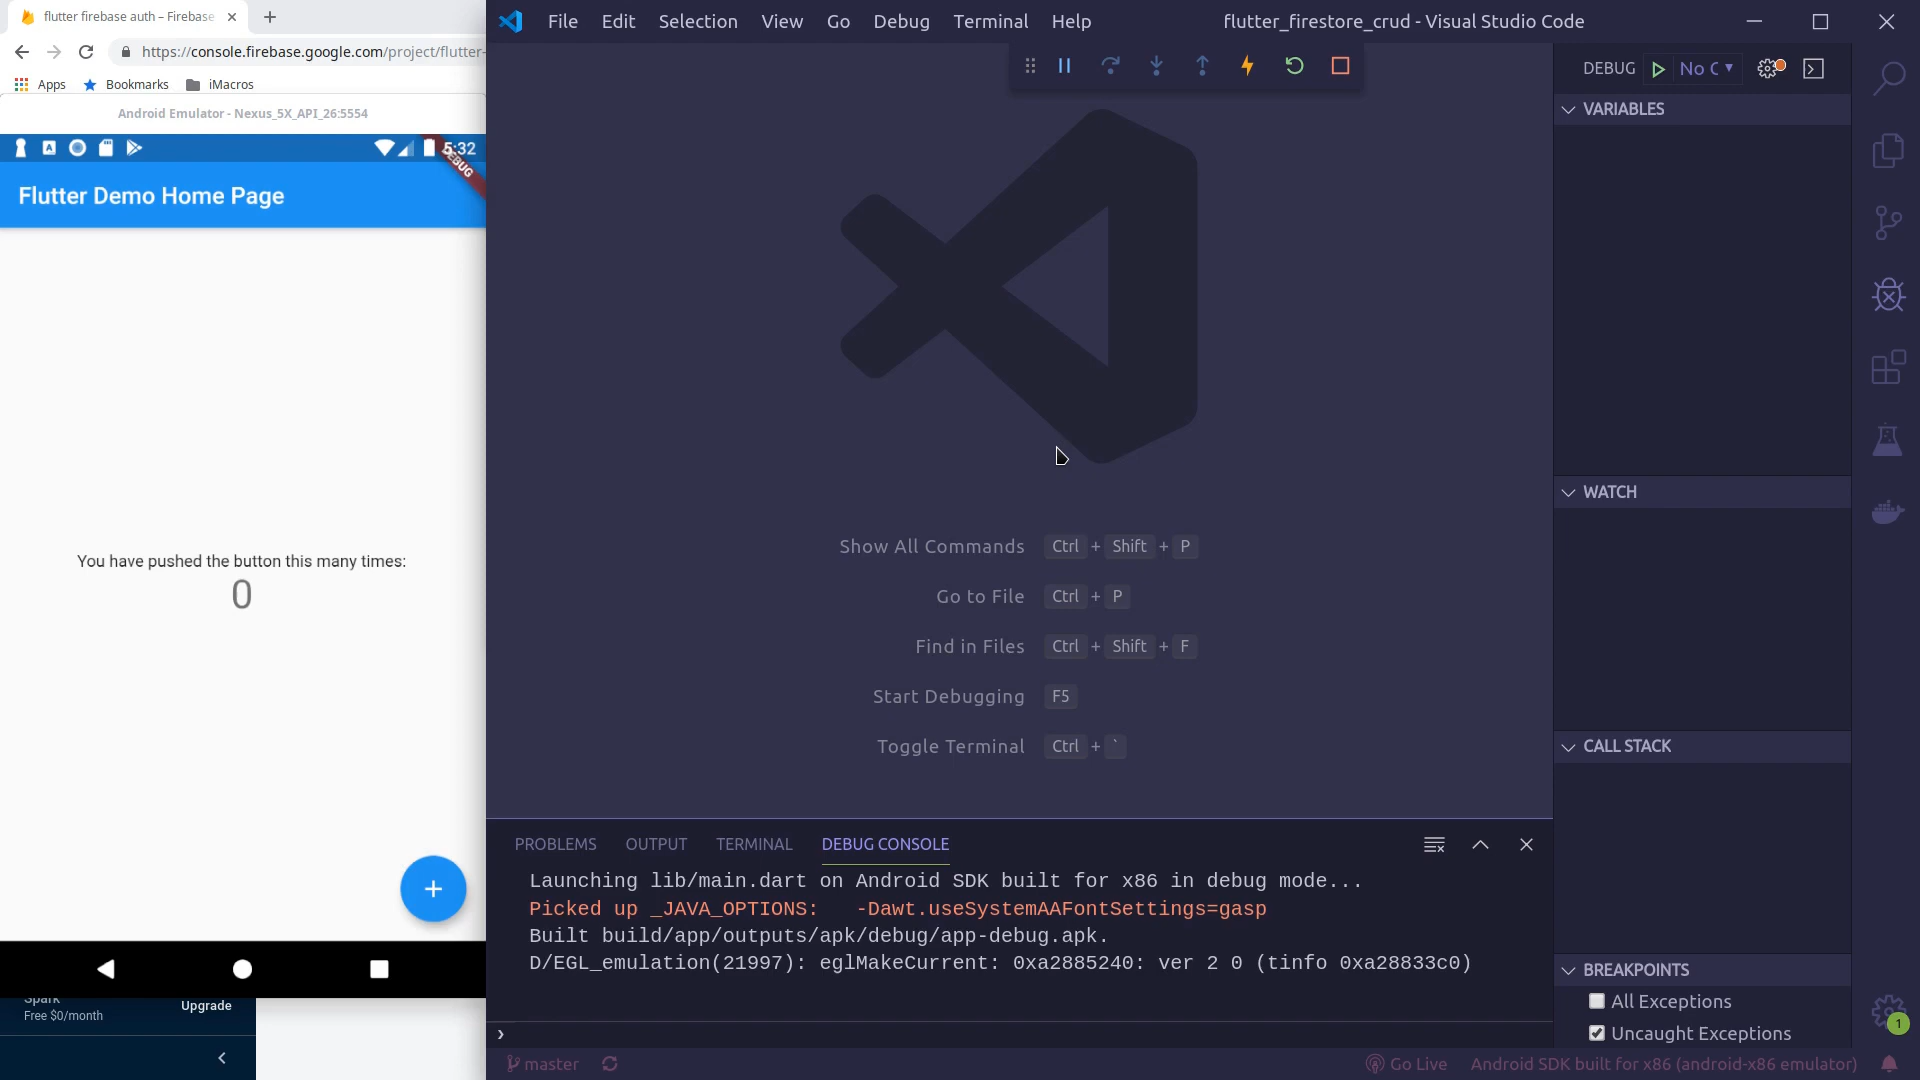 flutter firebase auth – Firebase
https://console.firebase.google.com/project/flutter-
Apps
Bookmarks
iMacros
Android Emulator - Nexus_5X_API_26:5554
5:32
DEBUG
Flutter Demo Home Page
You have pushed the button this many times:
0
+
Spark
Free $0/month
Upgrade
File Edit Selection View Go Debug Terminal Help
flutter_firestore_crud - Visual Studio Code
Show All Commands Ctrl + Shift + P
Go to File Ctrl + P
Find in Files Ctrl + Shift + F
Start Debugging F5
Toggle Terminal Ctrl + `
PROBLEMS OUTPUT TERMINAL DEBUG CONSOLE
Launching lib/main.dart on Android SDK built for x86 in debug mode...
Picked up _JAVA_OPTIONS: -Dawt.useSystemAAFontSettings=gasp
Built build/app/outputs/apk/debug/app-debug.apk.
D/EGL_emulation(21997): eglMakeCurrent: 0xa2885240: ver 2 0 (tinfo 0xa28833c0)
DEBUG No C
VARIABLES
WATCH
CALL STACK
BREAKPOINTS
All Exceptions
Uncaught Exceptions
1
master
Go Live
Android SDK built for x86 (android-x86 emulator)